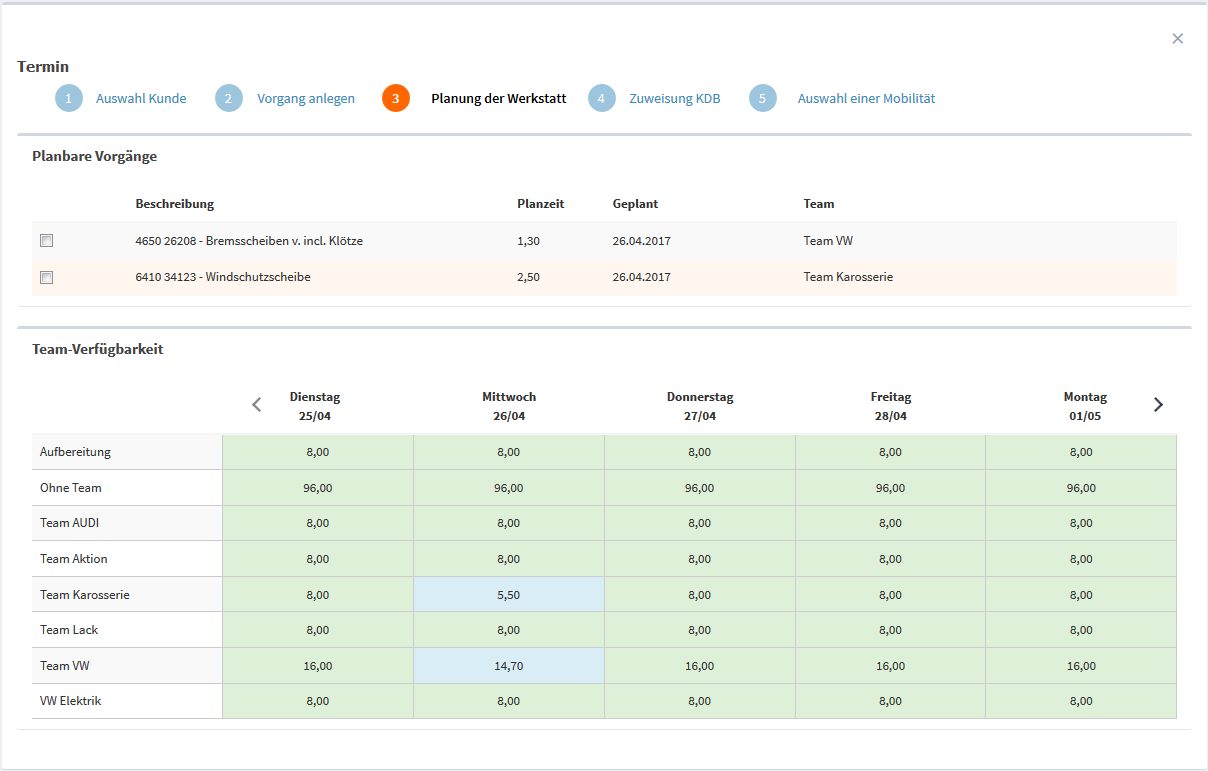 Termin
1 Auswahl Kunde 2 Vorgang anlegen 3 Planung der Werkstatt 4 Zuweisung KDB 5 Auswahl einer Mobilität
Planbare Vorgänge
Beschreibung Planzeit Geplant Team
4650 26208 - Bremsscheiben v. incl. Klötze 1,30 26.04.2017 Team VW
6410 34123 - Windschutzscheibe 2,50 26.04.2017 Team Karosserie
Team-Verfügbarkeit
Dienstag Mittwoch Donnerstag Freitag Montag
25/04 26/04 27/04 28/04 01/05
Aufbereitung 8,00 8,00 8,00 8,00 8,00
Ohne Team 96,00 96,00 96,00 96,00 96,00
Team AUDI 8,00 8,00 8,00 8,00 8,00
Team Aktion 8,00 8,00 8,00 8,00 8,00
Team Karosserie 8,00 5,50 8,00 8,00 8,00
Team Lack 8,00 8,00 8,00 8,00 8,00
Team VW 16,00 14,70 16,00 16,00 16,00
VW Elektrik 8,00 8,00 8,00 8,00 8,00